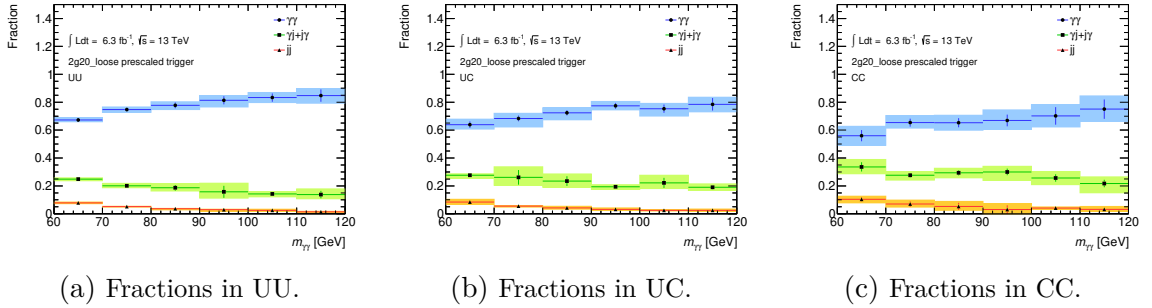 Fraction
1.4
1.2
1
0.8
0.6
0.4
0.2
0
∫ Ldt = 6.3 fb⁻¹, √s = 13 TeV
2g20_loose prescaled trigger
UU
γγ
γj+jγ
jj
60 70 80 90 100 110 120
m_γγ [GeV]
(a) Fractions in UU.
Fraction
1.4
1.2
1
0.8
0.6
0.4
0.2
0
∫ Ldt = 6.3 fb⁻¹, √s = 13 TeV
2g20_loose prescaled trigger
UC
γγ
γj+jγ
jj
60 70 80 90 100 110 120
m_γγ [GeV]
(b) Fractions in UC.
Fraction
1.4
1.2
1
0.8
0.6
0.4
0.2
0
∫ Ldt = 6.3 fb⁻¹, √s = 13 TeV
2g20_loose prescaled trigger
CC
γγ
γj+jγ
jj
60 70 80 90 100 110 120
m_γγ [GeV]
(c) Fractions in CC.